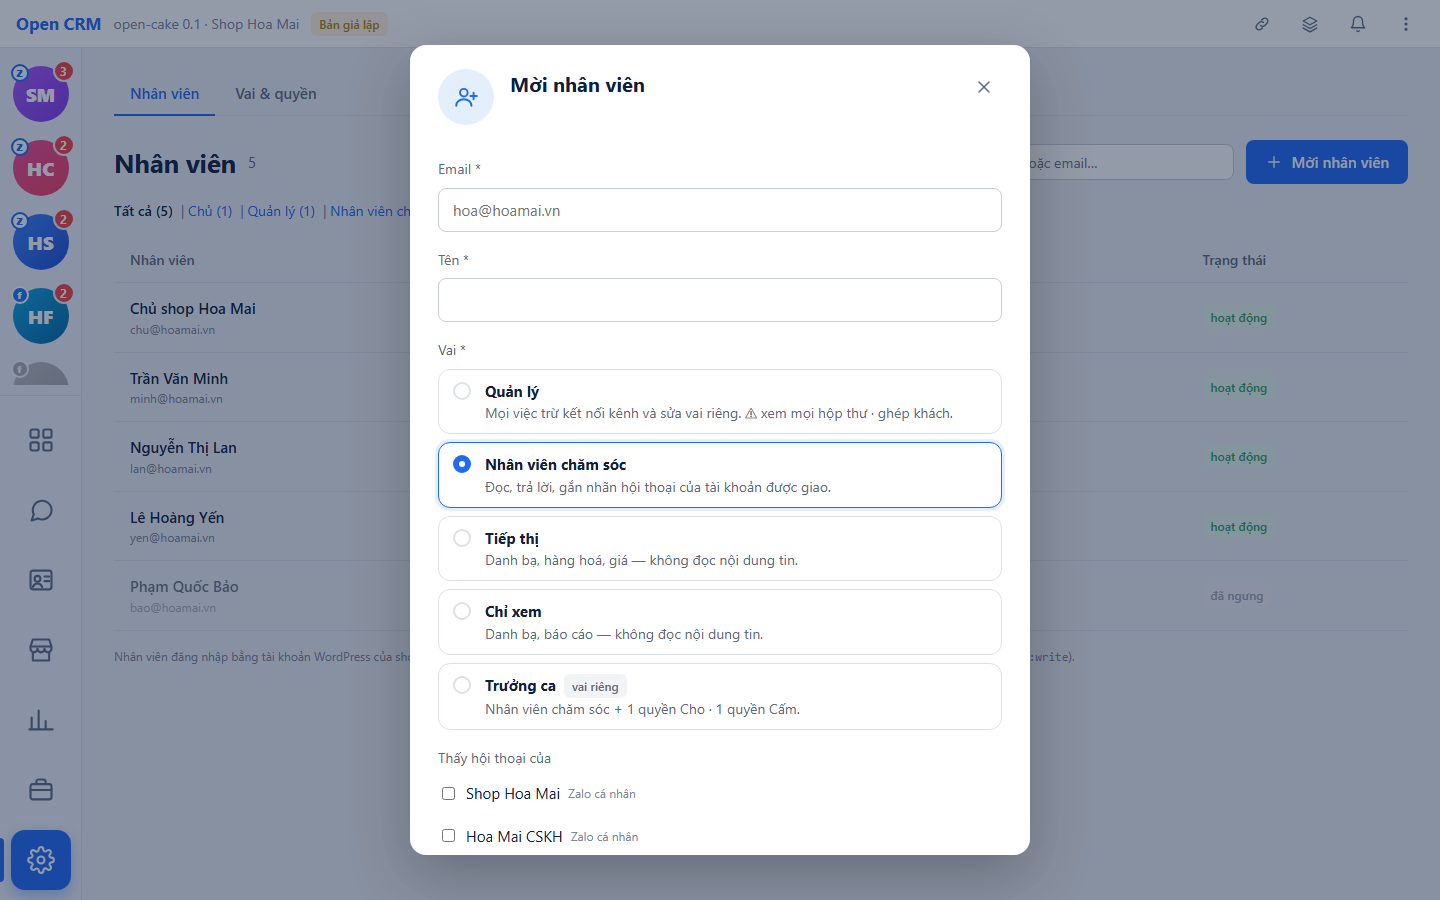 Open CRM open-cake 0.1 · Shop Hoa Mai Bản giả lập
z 3
SM
z 2
HC
z 2
HS
f 2
HF
f
Nhân viên Vai & quyền
Nhân viên 5
oặc email...
+ Mời nhân viên
Tất cả (5) | Chủ (1) | Quản lý (1) | Nhân viên ch
Nhân viên Trạng thái
Chủ shop Hoa Mai
chu@hoamai.vn
hoạt động
Trần Văn Minh
minh@hoamai.vn
hoạt động
Nguyễn Thị Lan
lan@hoamai.vn
hoạt động
Lê Hoàng Yến
yen@hoamai.vn
hoạt động
Phạm Quốc Bảo
bao@hoamai.vn
đã ngưng
Nhân viên đăng nhập bằng tài khoản WordPress của sh
:write).
Mời nhân viên
Email *
hoa@hoamai.vn
Tên *
Vai *
Quản lý
Mọi việc trừ kết nối kênh và sửa vai riêng. ⚠ xem mọi hộp thư · ghép khách.
Nhân viên chăm sóc
Đọc, trả lời, gắn nhãn hội thoại của tài khoản được giao.
Tiếp thị
Danh bạ, hàng hoá, giá — không đọc nội dung tin.
Chỉ xem
Danh bạ, báo cáo — không đọc nội dung tin.
Trưởng ca vai riêng
Nhân viên chăm sóc + 1 quyền Cho · 1 quyền Cấm.
Thấy hội thoại của
Shop Hoa Mai Zalo cá nhân
Hoa Mai CSKH Zalo cá nhân